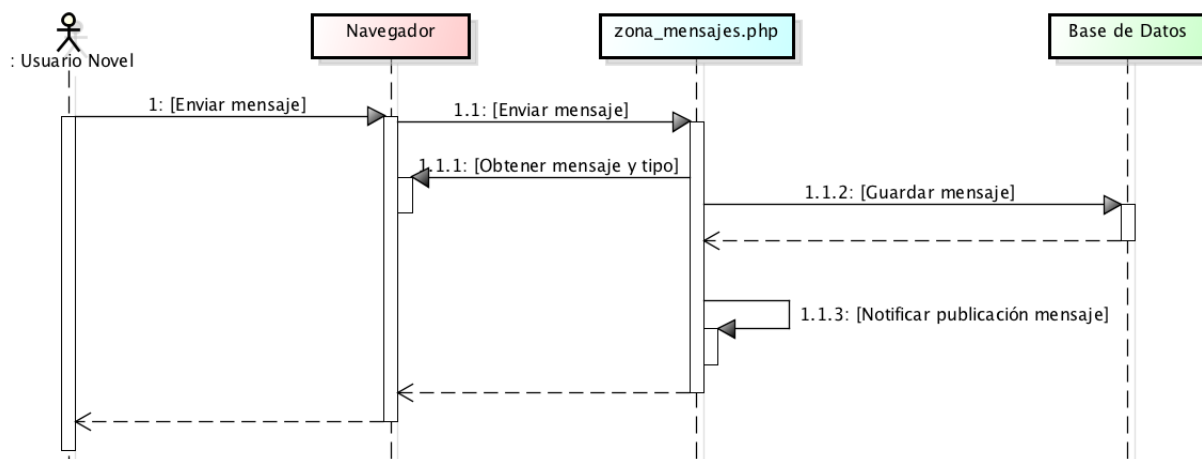 Navegador
zona_mensajes.php
Base de Datos
: Usuario Novel
1: [Enviar mensaje]
1.1: [Enviar mensaje]
1.1.1: [Obtener mensaje y tipo]
1.1.2: [Guardar mensaje]
1.1.3: [Notificar publicación mensaje]